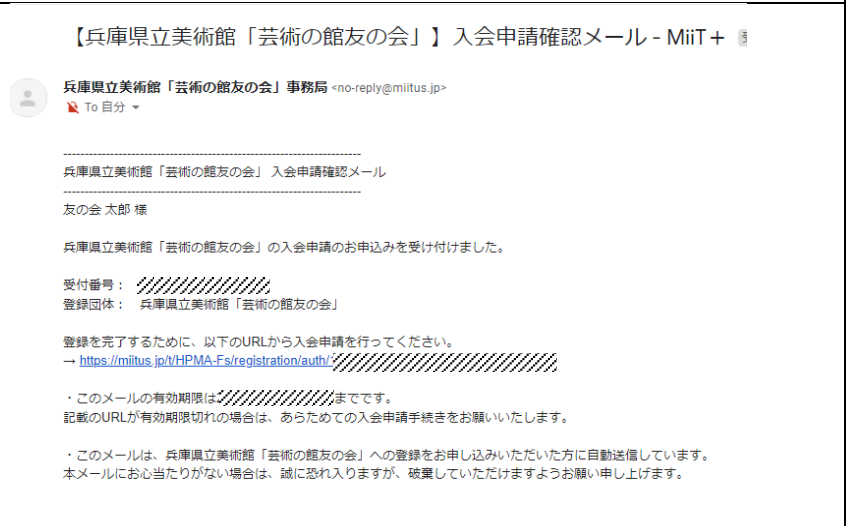 【兵庫県立美術館「芸術の館友の会」】入会申請確認メール - MiiT+
兵庫県立美術館「芸術の館友の会」事務局 <no-reply@miitus.jp>
To 自分
----------------------------------------------------------------------
兵庫県立美術館「芸術の館友の会」 入会申請確認メール
----------------------------------------------------------------------
友の会 太郎 様
兵庫県立美術館「芸術の館友の会」の入会申請のお申込みを受け付けました。
受付番号：
登録団体： 兵庫県立美術館「芸術の館友の会」
登録を完了するために、以下のURLから入会申請を行ってください。
→ https://miitus.jp/t/HPMA-Fs/registration/auth/
・このメールの有効期限は までです。
記載のURLが有効期限切れの場合は、あらためての入会申請手続きをお願いいたします。
・このメールは、兵庫県立美術館「芸術の館友の会」への登録をお申し込みいただいた方に自動送信しています。
本メールにお心当たりがない場合は、誠に恐れ入りますが、破棄していただけますようお願い申し上げます。